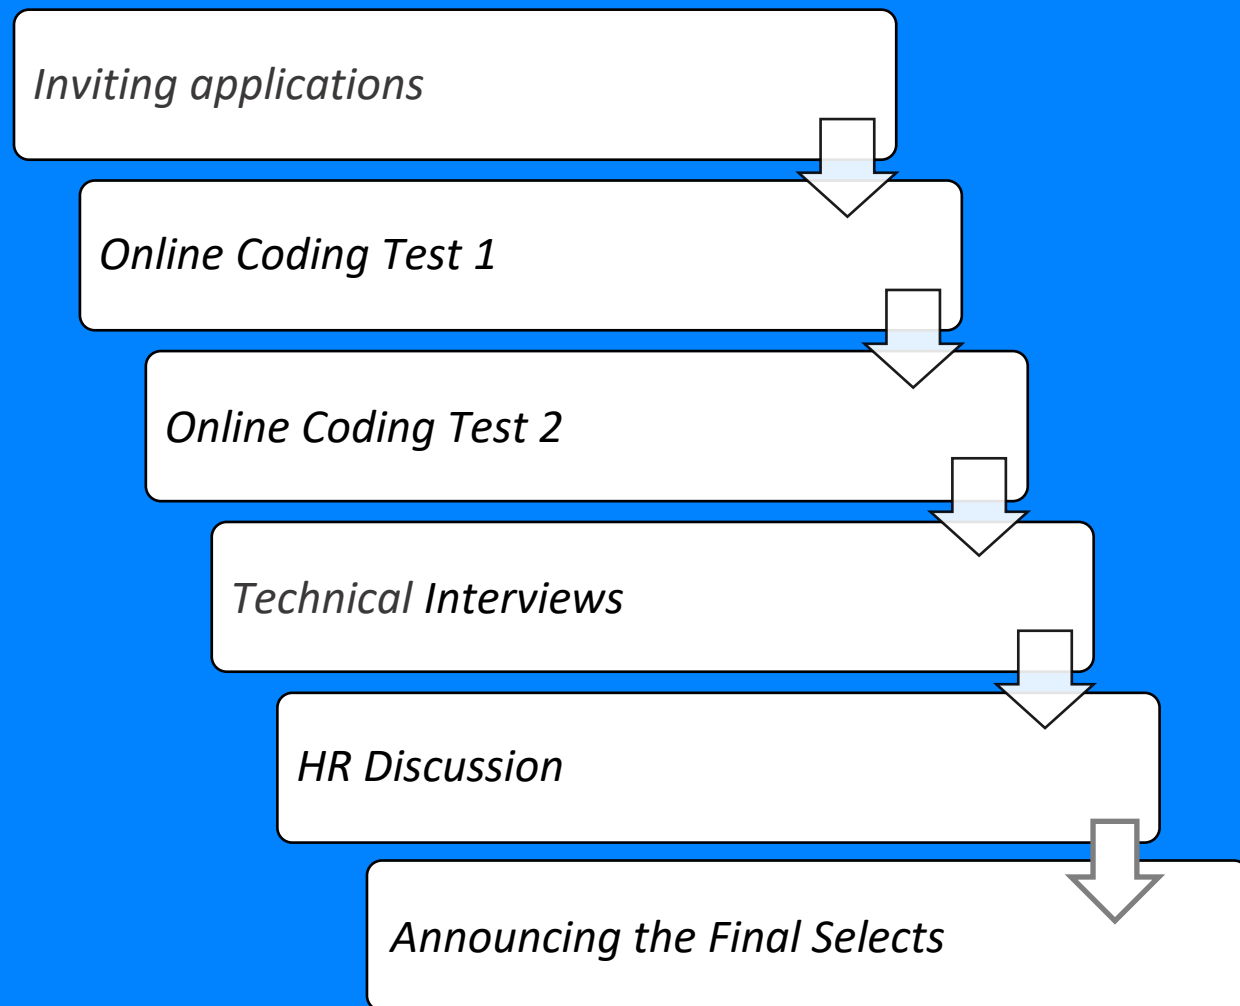 Inviting applications
Online Coding Test 1
Online Coding Test 2
Technical Interviews
HR Discussion
Announcing the Final Selects